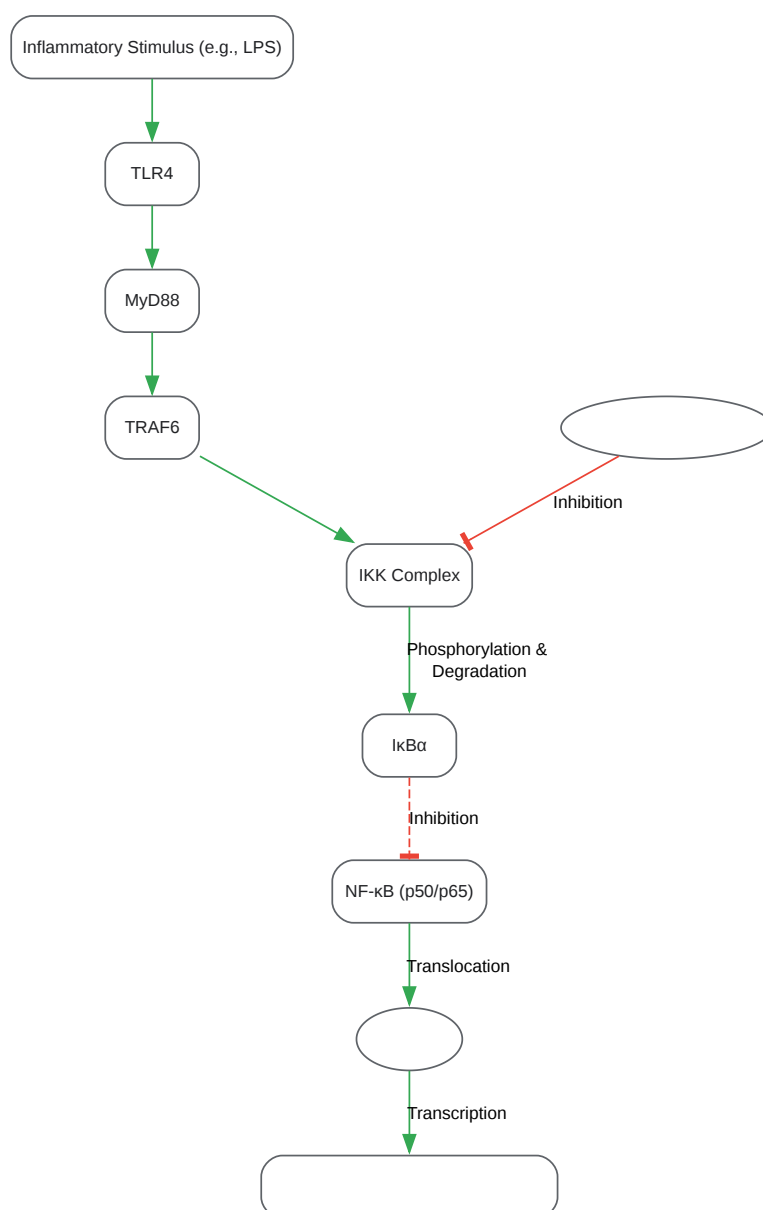 Inflammatory Stimulus (e.g., LPS)
TLR4
MyD88
TRAF6
Inhibition
IKK Complex
Phosphorylation &
Degradation
IκBα
Inhibition
NF-κB (p50/p65)
Translocation
Transcription